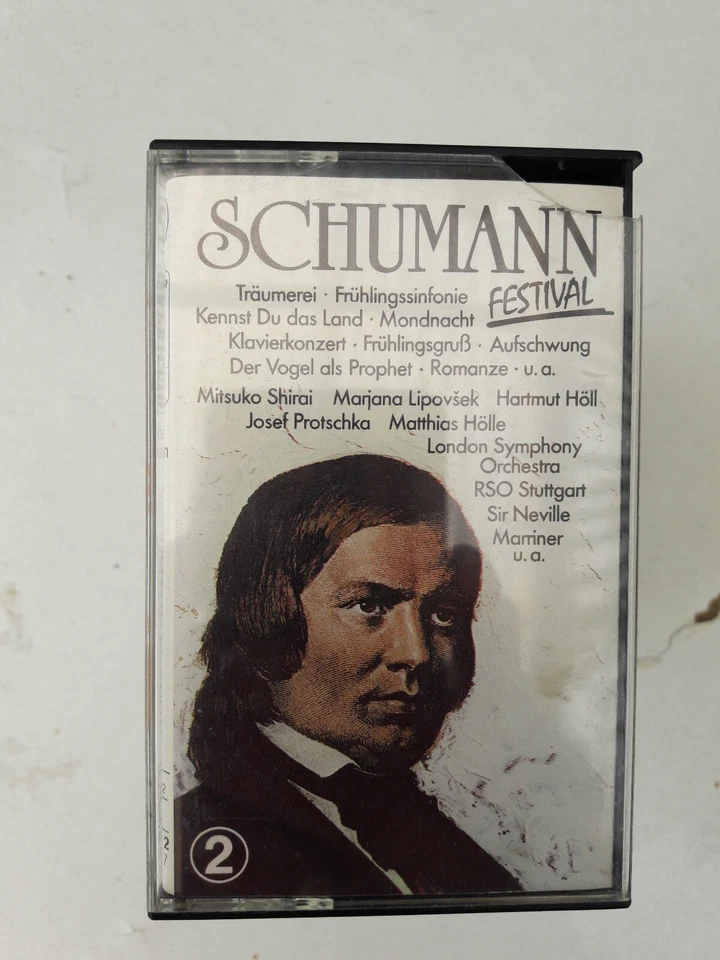 SCHUMANN
FESTIVAL
Träumerei · Frühlingssinfonie
Kennst Du das Land · Mondnacht
Klavierkonzert · Frühlingsgruß · Aufschwung
Der Vogel als Prophet · Romanze · u. a.
Mitsuko Shirai Marjana Lipovšek Hartmut Höll
Josef Protschka Matthias Hölle
London Symphony
Orchestra
RSO Stuttgart
Sir Neville
Marriner
u. a.
2